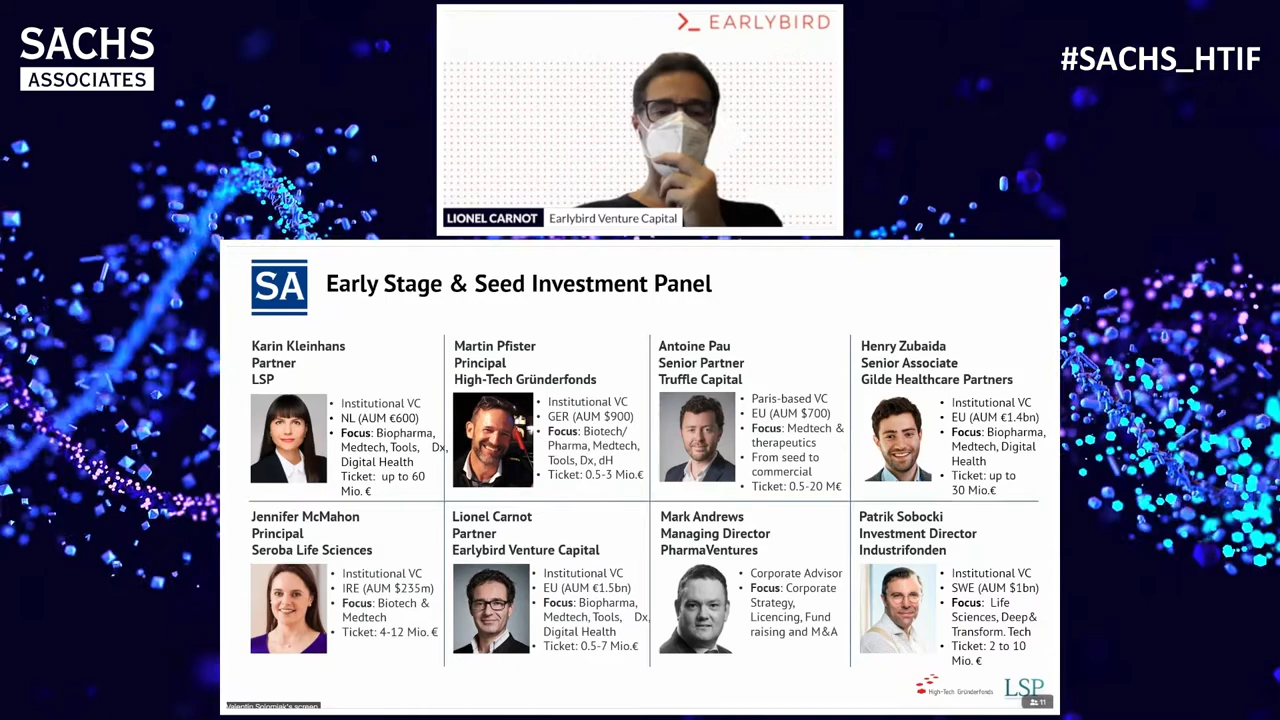 SACHS
ASSOCIATES
EARLYBIRD
#SACHS_HTIF
LIONEL CARNOT Earlybird Venture Capital
SA Early Stage & Seed Investment Panel
Karin Kleinhans
Partner
LSP
• Institutional VC
• NL (AUM €600)
• Focus: Biopharma,
Medtech, Tools, Dx,
Digital Health
Ticket: up to 60
Mio. €
Martin Pfister
Principal
High-Tech Gründerfonds
• Institutional VC
• GER (AUM $900)
• Focus: Biotech/
Pharma, Medtech,
Tools, Dx, dH
• Ticket: 0.5-3 Mio.€
Antoine Pau
Senior Partner
Truffle Capital
• Paris-based VC
• EU (AUM $700)
• Focus: Medtech &
therapeutics
• From seed to
commercial
• Ticket: 0.5-20 M€
Henry Zubaida
Senior Associate
Gilde Healthcare Partners
• Institutional VC
• EU (AUM €1.4bn)
• Focus: Biopharma,
Medtech, Digital
Health
• Ticket: up to
30 Mio.€
Jennifer McMahon
Principal
Seroba Life Sciences
• Institutional VC
• IRE (AUM $235m)
• Focus: Biotech &
Medtech
• Ticket: 4-12 Mio. €
Lionel Carnot
Partner
Earlybird Venture Capital
• Institutional VC
• EU (AUM €1.5bn)
• Focus: Biopharma,
Medtech, Tools, Dx,
Digital Health
• Ticket: 0.5-7 Mio.€
Mark Andrews
Managing Director
PharmaVentures
• Corporate Advisor
• Focus: Corporate
Strategy,
Licencing, Fund
raising and M&A
Patrik Sobocki
Investment Director
Industrifonden
• Institutional VC
• SWE (AUM $1bn)
• Focus: Life
Sciences, Deep&
Transform. Tech
• Ticket: 2 to 10
Mio. €
High-Tech Gründerfonds
LSP
11
Valentin Solomiak's screen